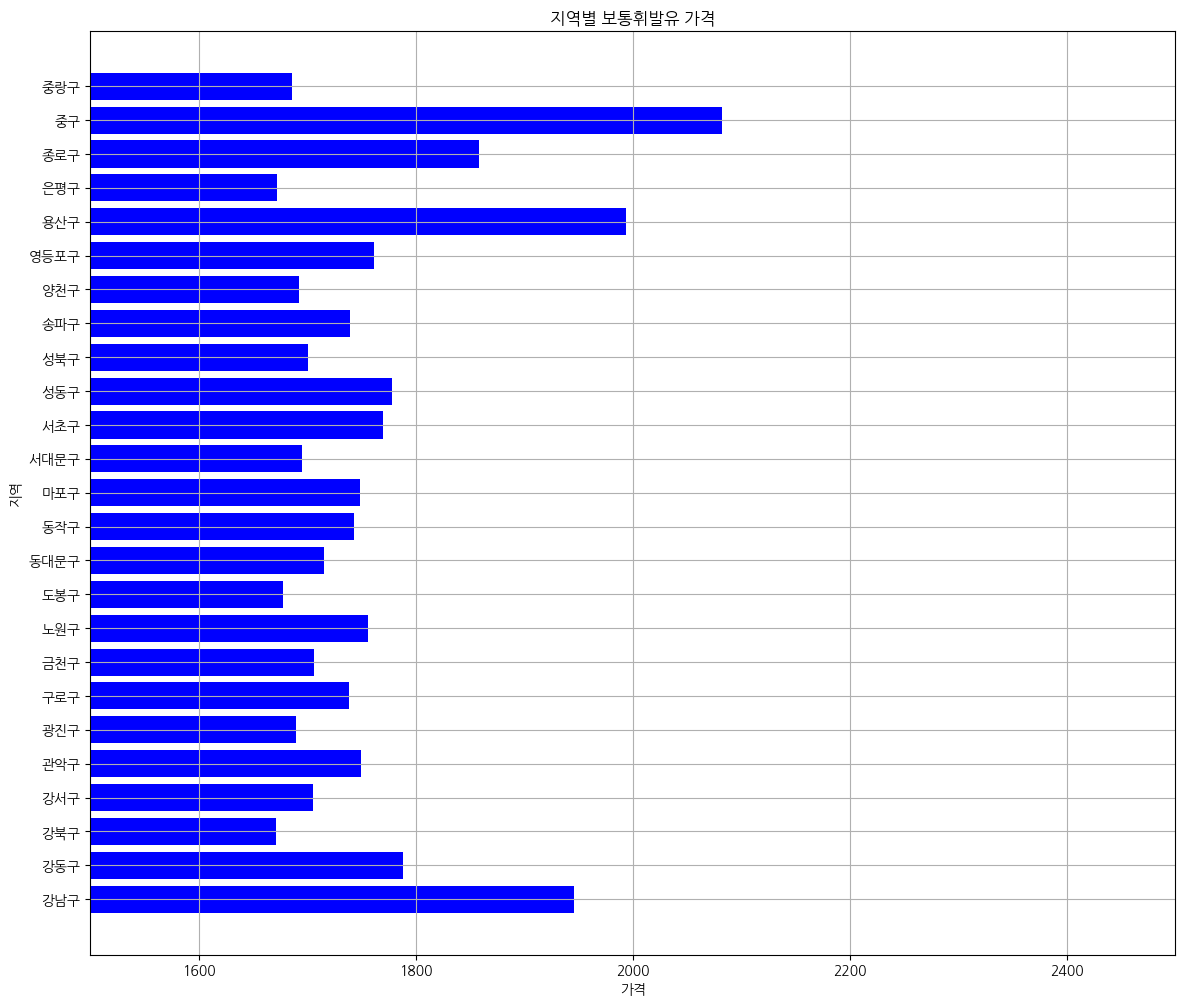 지역별 보통휘발유 가격
중랑구
중구
종로구
은평구
용산구
영등포구
양천구
송파구
성북구
성동구
서초구
서대문구
마포구
동작구
동대문구
도봉구
노원구
금천구
구로구
광진구
관악구
강서구
강북구
강동구
강남구
지역
1600 1800 2000 2200 2400
가격